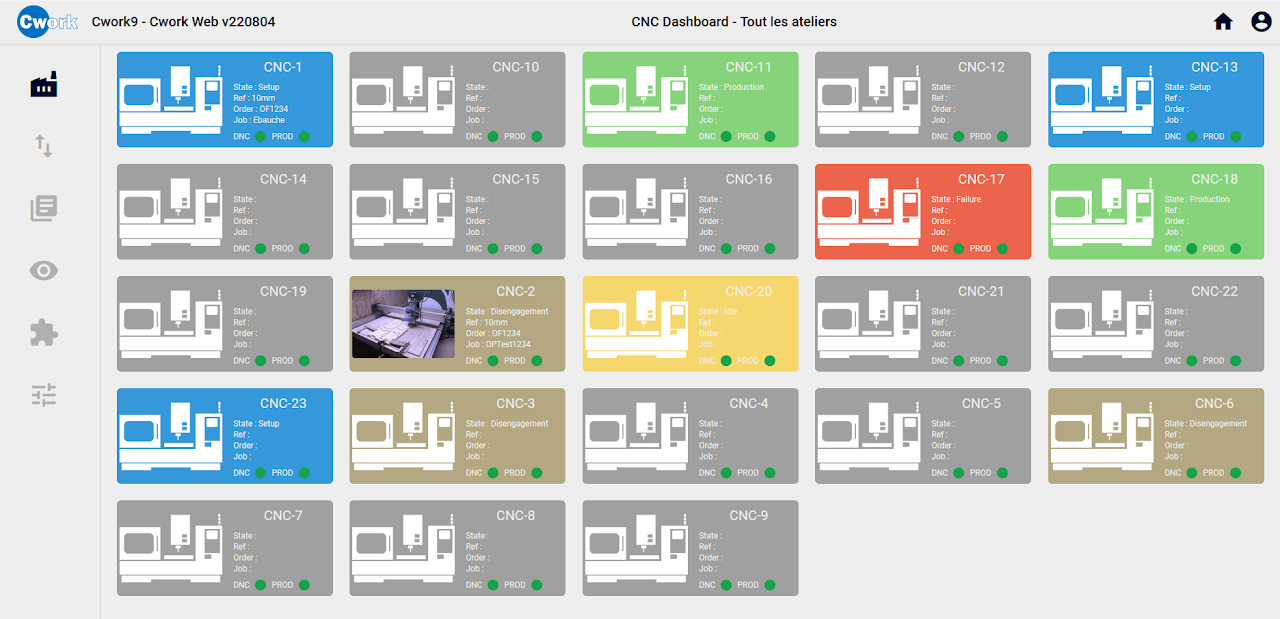 Cwork
Cwork9 - Cwork Web v220804
CNC Dashboard - Tout les ateliers
CNC-1
State : Setup
Ref : 10mm
Order : OF1234
Job : Ebauche
DNC PROD
CNC-10
State :
Ref :
Order :
Job :
DNC PROD
CNC-11
State : Production
Ref :
Order :
Job :
DNC PROD
CNC-12
State :
Ref :
Order :
Job :
DNC PROD
CNC-13
State : Setup
Ref :
Order :
Job :
DNC PROD
CNC-14
State :
Ref :
Order :
Job :
DNC PROD
CNC-15
State :
Ref :
Order :
Job :
DNC PROD
CNC-16
State :
Ref :
Order :
Job :
DNC PROD
CNC-17
State : Failure
Ref :
Order :
Job :
DNC PROD
CNC-18
State : Production
Ref :
Order :
Job :
DNC PROD
CNC-19
State :
Ref :
Order :
Job :
DNC PROD
CNC-2
State : Disengagement
Ref : 10mm
Order : OF1234
Job : OPTest1234
DNC PROD
CNC-20
State : Idle
Ref :
Order :
Job :
DNC PROD
CNC-21
State :
Ref :
Order :
Job :
DNC PROD
CNC-22
State :
Ref :
Order :
Job :
DNC PROD
CNC-23
State : Setup
Ref :
Order :
Job :
DNC PROD
CNC-3
State : Disengagement
Ref :
Order :
Job :
DNC PROD
CNC-4
State :
Ref :
Order :
Job :
DNC PROD
CNC-5
State :
Ref :
Order :
Job :
DNC PROD
CNC-6
State : Disengagement
Ref :
Order :
Job :
DNC PROD
CNC-7
State :
Ref :
Order :
Job :
DNC PROD
CNC-8
State :
Ref :
Order :
Job :
DNC PROD
CNC-9
State :
Ref :
Order :
Job :
DNC PROD